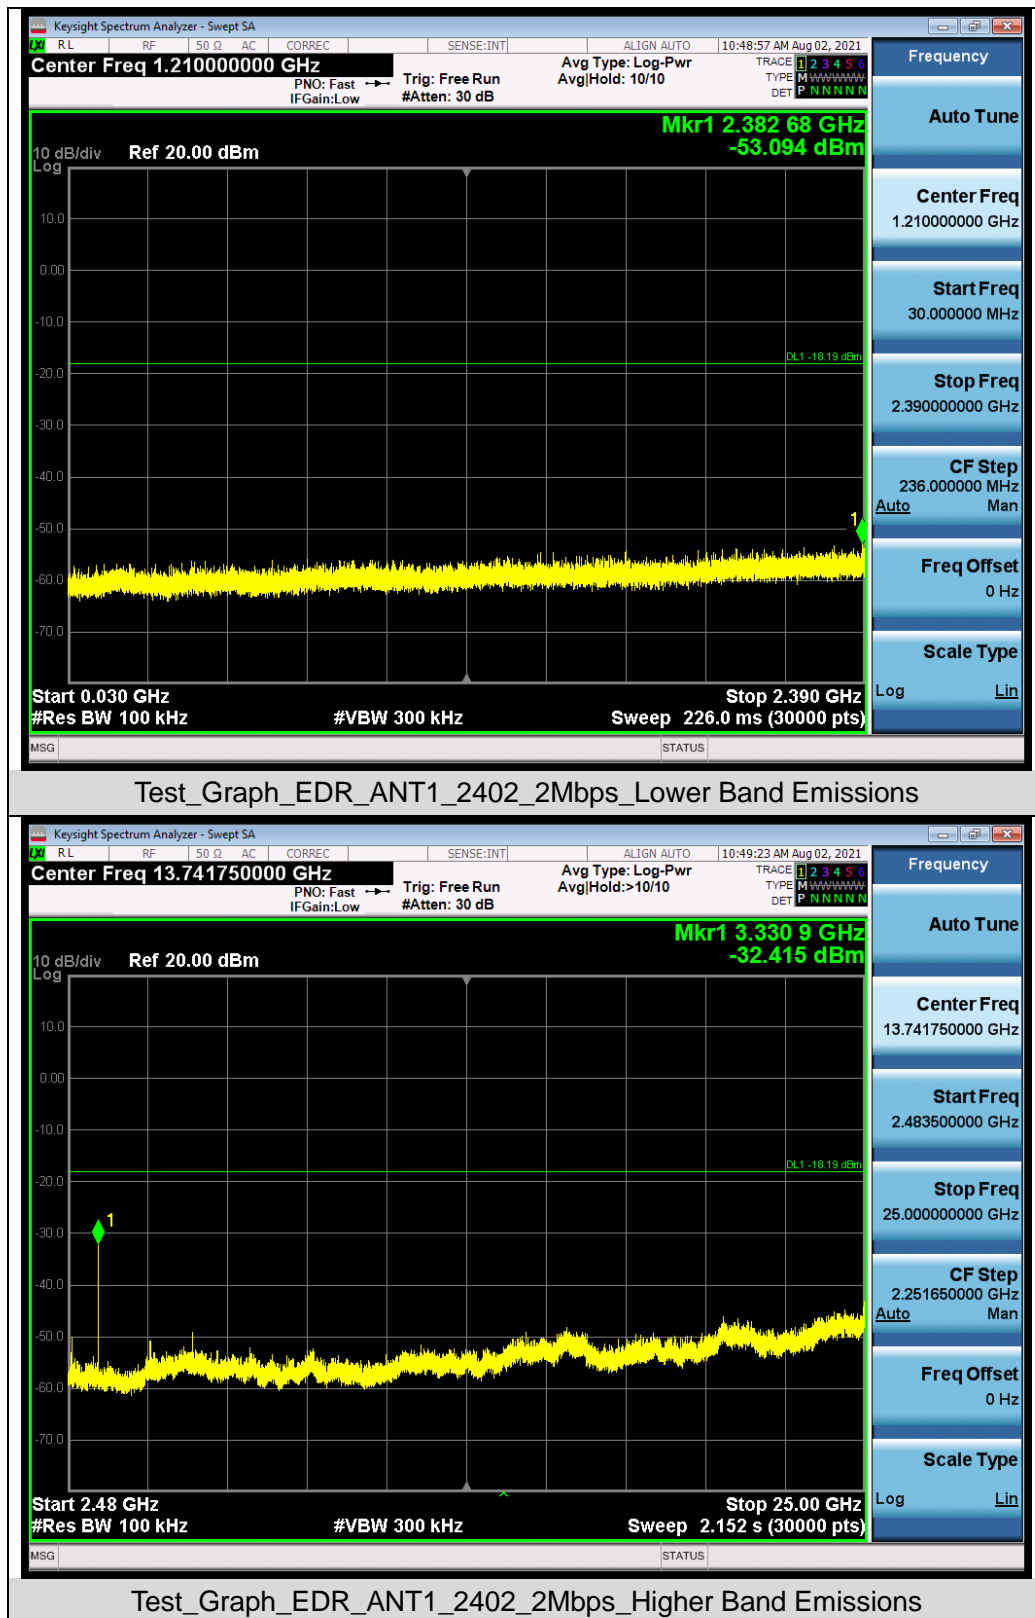 Keysight Spectrum Analyzer - Swept SA
LXI RL RF 50 Ω AC CORREC SENSE:INT ALIGN AUTO 10:48:57 AM Aug 02, 2021
Center Freq 1.210000000 GHz
PNO: Fast
IFGain:Low
Trig: Free Run
#Atten: 30 dB
Avg Type: Log-Pwr
Avg|Hold: 10/10
TRACE 1 2 3 4 5 6
TYPE M WWWWW
DET P N N N N N
Mkr1 2.382 68 GHz
-53.094 dBm
10 dB/div Ref 20.00 dBm
Log
10.0
0.00
-10.0
DL1 -18.19 dBm
-20.0
-30.0
-40.0
-50.0
1
-60.0
-70.0
Start 0.030 GHz Stop 2.390 GHz
#Res BW 100 kHz #VBW 300 kHz Sweep 226.0 ms (30000 pts)
MSG STATUS
Frequency
Auto Tune
Center Freq
1.210000000 GHz
Start Freq
30.000000 MHz
Stop Freq
2.390000000 GHz
CF Step
236.000000 MHz
Auto Man
Freq Offset
0 Hz
Scale Type
Log Lin
Test_Graph_EDR_ANT1_2402_2Mbps_Lower Band Emissions
Keysight Spectrum Analyzer - Swept SA
LXI RL RF 50 Ω AC CORREC SENSE:INT ALIGN AUTO 10:49:23 AM Aug 02, 2021
Center Freq 13.741750000 GHz
PNO: Fast
IFGain:Low
Trig: Free Run
#Atten: 30 dB
Avg Type: Log-Pwr
Avg|Hold:>10/10
TRACE 1 2 3 4 5 6
TYPE M WWWWW
DET P N N N N N
Mkr1 3.330 9 GHz
-32.415 dBm
10 dB/div Ref 20.00 dBm
Log
10.0
0.00
-10.0
DL1 -18.19 dBm
-20.0
1
-30.0
-40.0
-50.0
-60.0
-70.0
Start 2.48 GHz Stop 25.00 GHz
#Res BW 100 kHz #VBW 300 kHz Sweep 2.152 s (30000 pts)
MSG STATUS
Frequency
Auto Tune
Center Freq
13.741750000 GHz
Start Freq
2.483500000 GHz
Stop Freq
25.000000000 GHz
CF Step
2.251650000 GHz
Auto Man
Freq Offset
0 Hz
Scale Type
Log Lin
Test_Graph_EDR_ANT1_2402_2Mbps_Higher Band Emissions